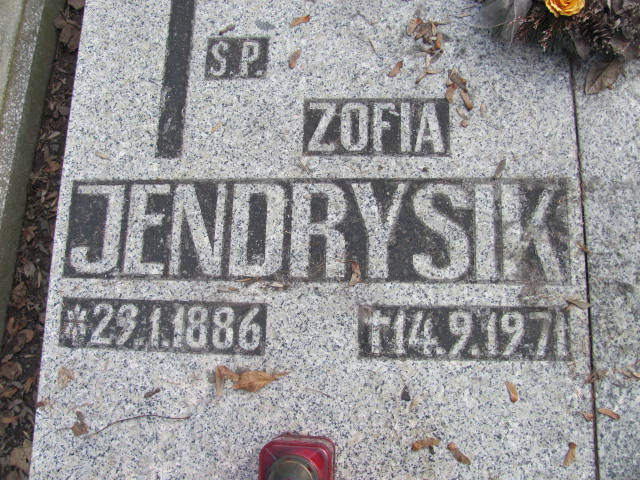 Ś.P.
ZOFIA
JENDRYSIK
*29.1.1886 †14.9.1971